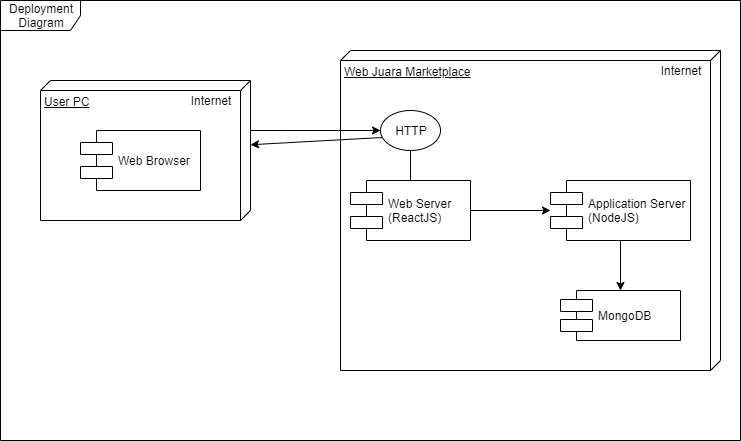 Deployment
Diagram
Web Juara Marketplace
Internet
User PC
Internet
HTTP
Web Browser
Web Server
(ReactJS)
Application Server
(NodeJS)
MongoDB